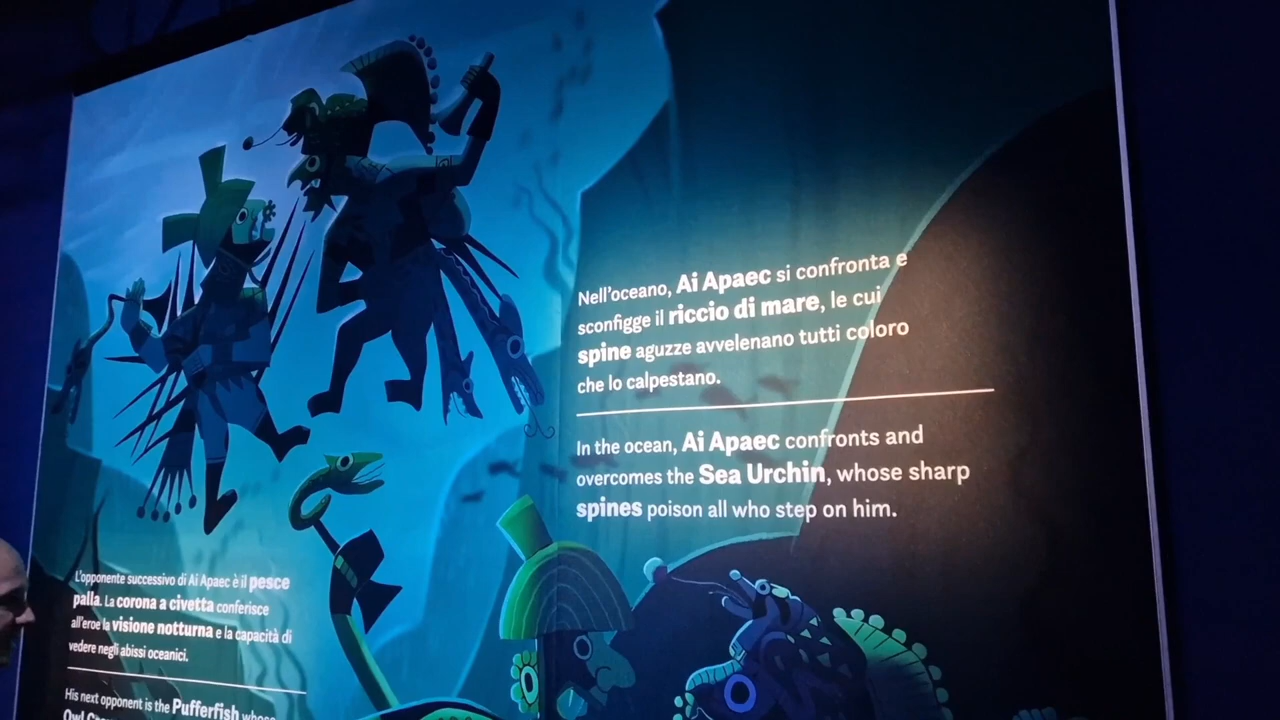 Nell'oceano, Ai Apaec si confronta e
sconfigge il riccio di mare, le cui
spine aguzze avvelenano tutti coloro
che lo calpestano.
In the ocean, Ai Apaec confronts and
overcomes the Sea Urchin, whose sharp
spines poison all who step on him.
L'opponente successivo di Ai Apaec è il pesce
palla. La corona a civetta conferisce
all'eroe la visione notturna e la capacità di
vedere negli abissi oceanici.
His next opponent is the Pufferfish whose
Owl